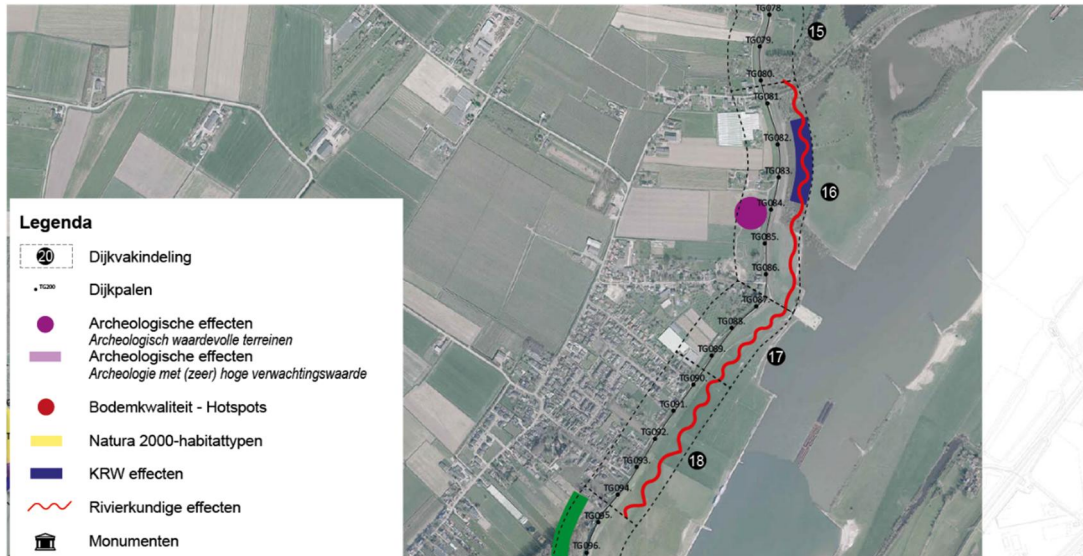 TG078.
15
TG079.
TG080.
TG081.
TG082.
TG083.
16
TG084.
TG085.
TG086.
TG087.
TG088.
17
TG089.
TG090.
TG091.
TG092.
18
TG093.
TG094.
TG095.
TG096.
Legenda
20 Dijkvakindeling
TG200 Dijkpalen
Archeologische effecten
Archeologisch waardevolle terreinen
Archeologische effecten
Archeologie met (zeer) hoge verwachtingswaarde
Bodemkwaliteit - Hotspots
Natura 2000-habitattypen
KRW effecten
Rivierkundige effecten
Monumenten